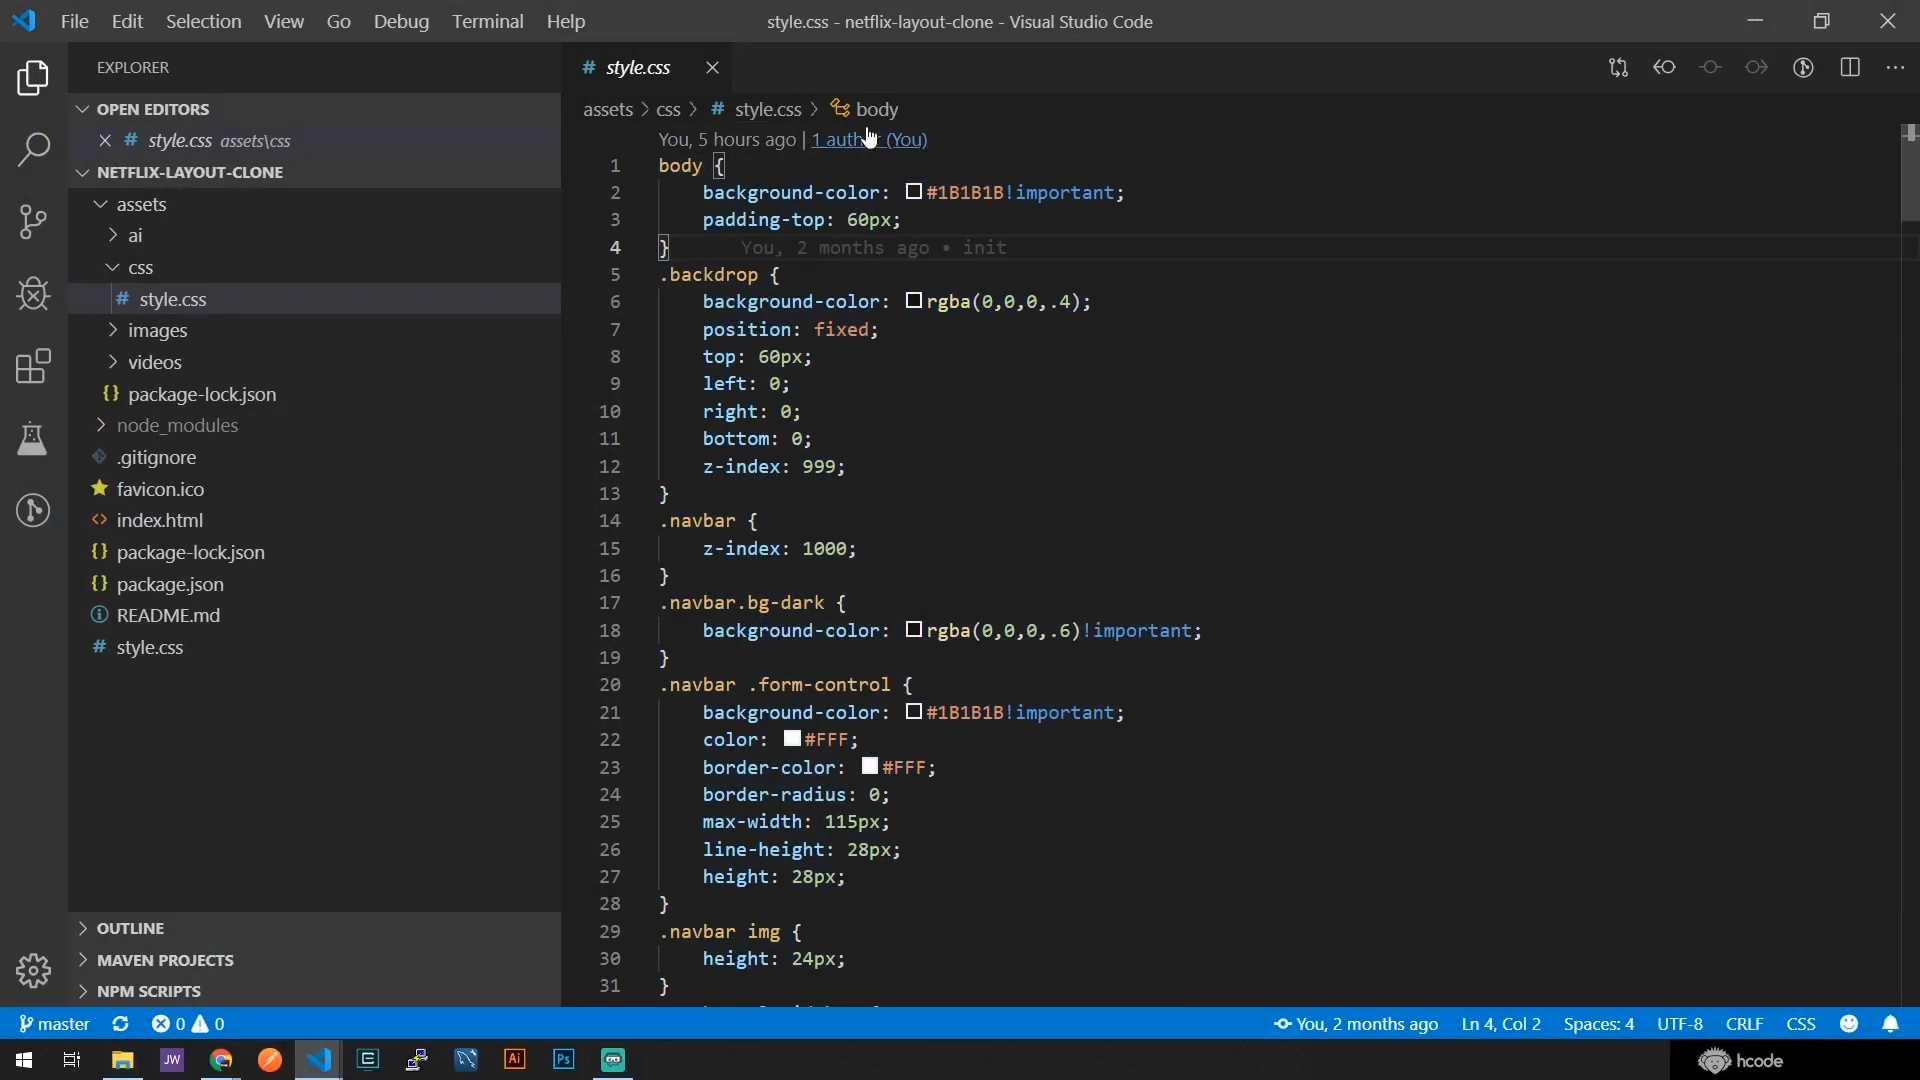 File Edit Selection View Go Debug Terminal Help
style.css - netflix-layout-clone - Visual Studio Code
EXPLORER
OPEN EDITORS
style.css assets\css
NETFLIX-LAYOUT-CLONE
assets
ai
css
# style.css
images
videos
{} package-lock.json
node_modules
.gitignore
favicon.ico
<> index.html
{} package-lock.json
{} package.json
README.md
# style.css
OUTLINE
MAVEN PROJECTS
NPM SCRIPTS
# style.css
assets > css > # style.css > body
You, 5 hours ago | (You)
1 body {
2 background-color: #1B1B1B!important;
3 padding-top: 60px;
4 } You, 2 months ago • init
5 .backdrop {
6 background-color: rgba(0,0,0,.4);
7 position: fixed;
8 top: 60px;
9 left: 0;
10 right: 0;
11 bottom: 0;
12 z-index: 999;
13 }
14 .navbar {
15 z-index: 1000;
16 }
17 .navbar.bg-dark {
18 background-color: rgba(0,0,0,.6)!important;
19 }
20 .navbar .form-control {
21 background-color: #1B1B1B!important;
22 color: #FFF;
23 border-color: #FFF;
24 border-radius: 0;
25 max-width: 115px;
26 line-height: 28px;
27 height: 28px;
28 }
29 .navbar img {
30 height: 24px;
31 }
master 0 0
You, 2 months ago Ln 4, Col 2 Spaces: 4 UTF-8 CRLF CSS
JW Ai Ps
hcode